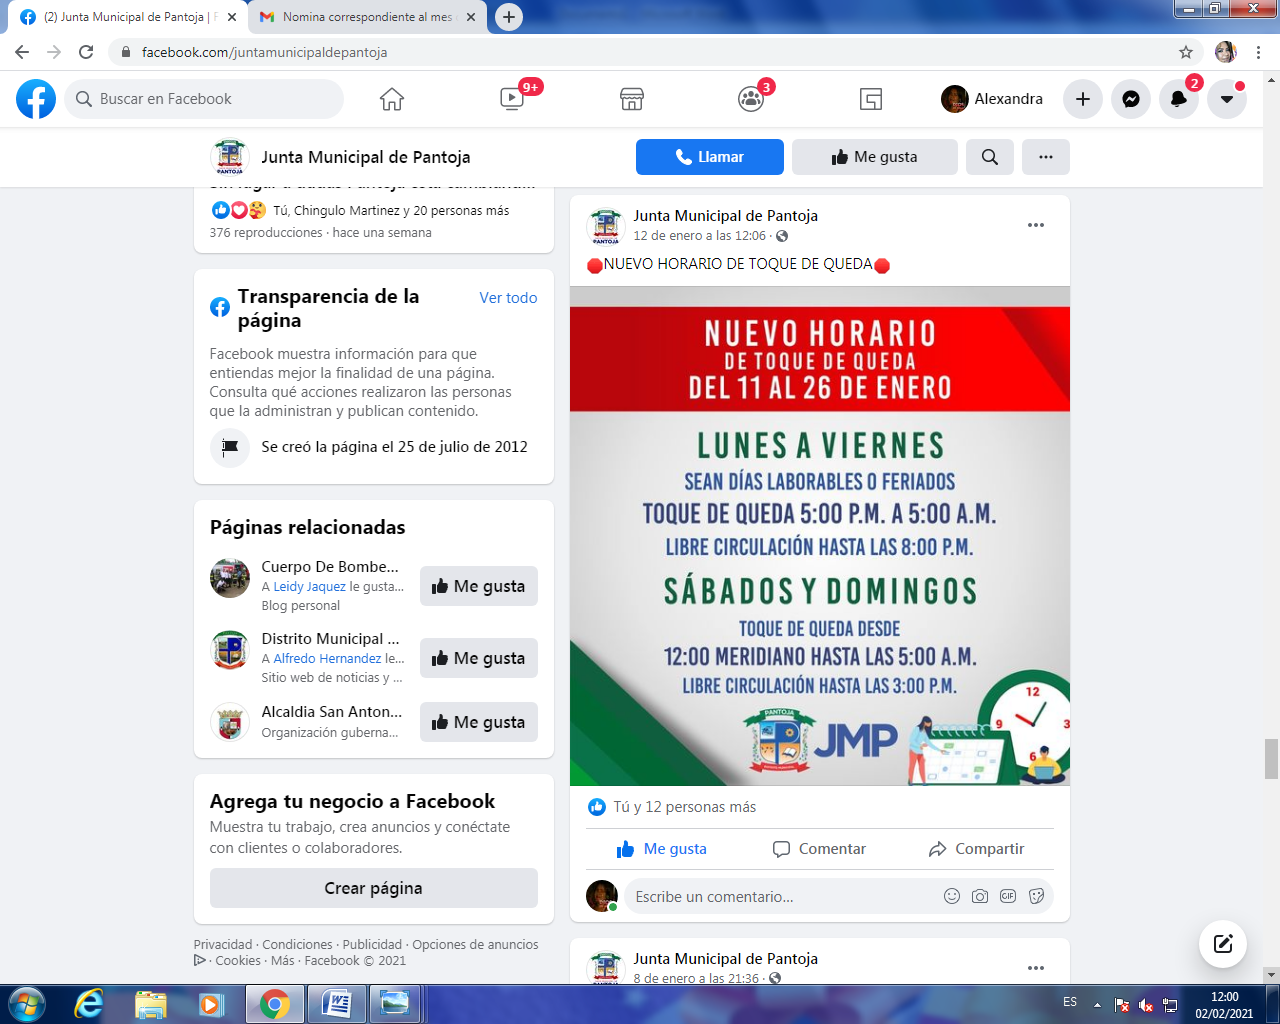 (2) Junta Municipal de Pantoja | F
Nomina correspondiente al mes
facebook.com/juntamunicipaldepantoja
Buscar en Facebook
9+
3
Alexandra
2
Junta Municipal de Pantoja
Llamar
Me gusta
Tú, Chingulo Martinez y 20 personas más
376 reproducciones · hace una semana
Transparencia de la
página
Ver todo
Facebook muestra información para que
entiendas mejor la finalidad de una página.
Consulta qué acciones realizaron las personas
que la administran y publican contenido.
Se creó la página el 25 de julio de 2012
Páginas relacionadas
Cuerpo De Bombe...
A Leidy Jaquez le gusta...
Blog personal
Me gusta
Distrito Municipal ...
A Alfredo Hernandez le...
Sitio web de noticias y ...
Me gusta
Alcaldia San Anton...
Organización guberna...
Me gusta
Agrega tu negocio a Facebook
Muestra tu trabajo, crea anuncios y conéctate
con clientes o colaboradores.
Crear página
Privacidad · Condiciones · Publicidad · Opciones de anuncios
· Cookies · Más · Facebook © 2021
Junta Municipal de Pantoja
12 de enero a las 12:06 ·
NUEVO HORARIO DE TOQUE DE QUEDA
NUEVO HORARIO
DE TOQUE DE QUEDA
DEL 11 AL 26 DE ENERO
LUNES A VIERNES
SEAN DÍAS LABORABLES O FERIADOS
TOQUE DE QUEDA 5:00 P.M. A 5:00 A.M.
LIBRE CIRCULACIÓN HASTA LAS 8:00 P.M.
SÁBADOS Y DOMINGOS
TOQUE DE QUEDA DESDE
12:00 MERIDIANO HASTA LAS 5:00 A.M.
LIBRE CIRCULACIÓN HASTA LAS 3:00 P.M.
PANTOJA
JMP
12
9
3
6
Tú y 12 personas más
Me gusta
Comentar
Compartir
Escribe un comentario...
GIF
Junta Municipal de Pantoja
8 de enero a las 21:36 ·
ES
12:00
02/02/2021